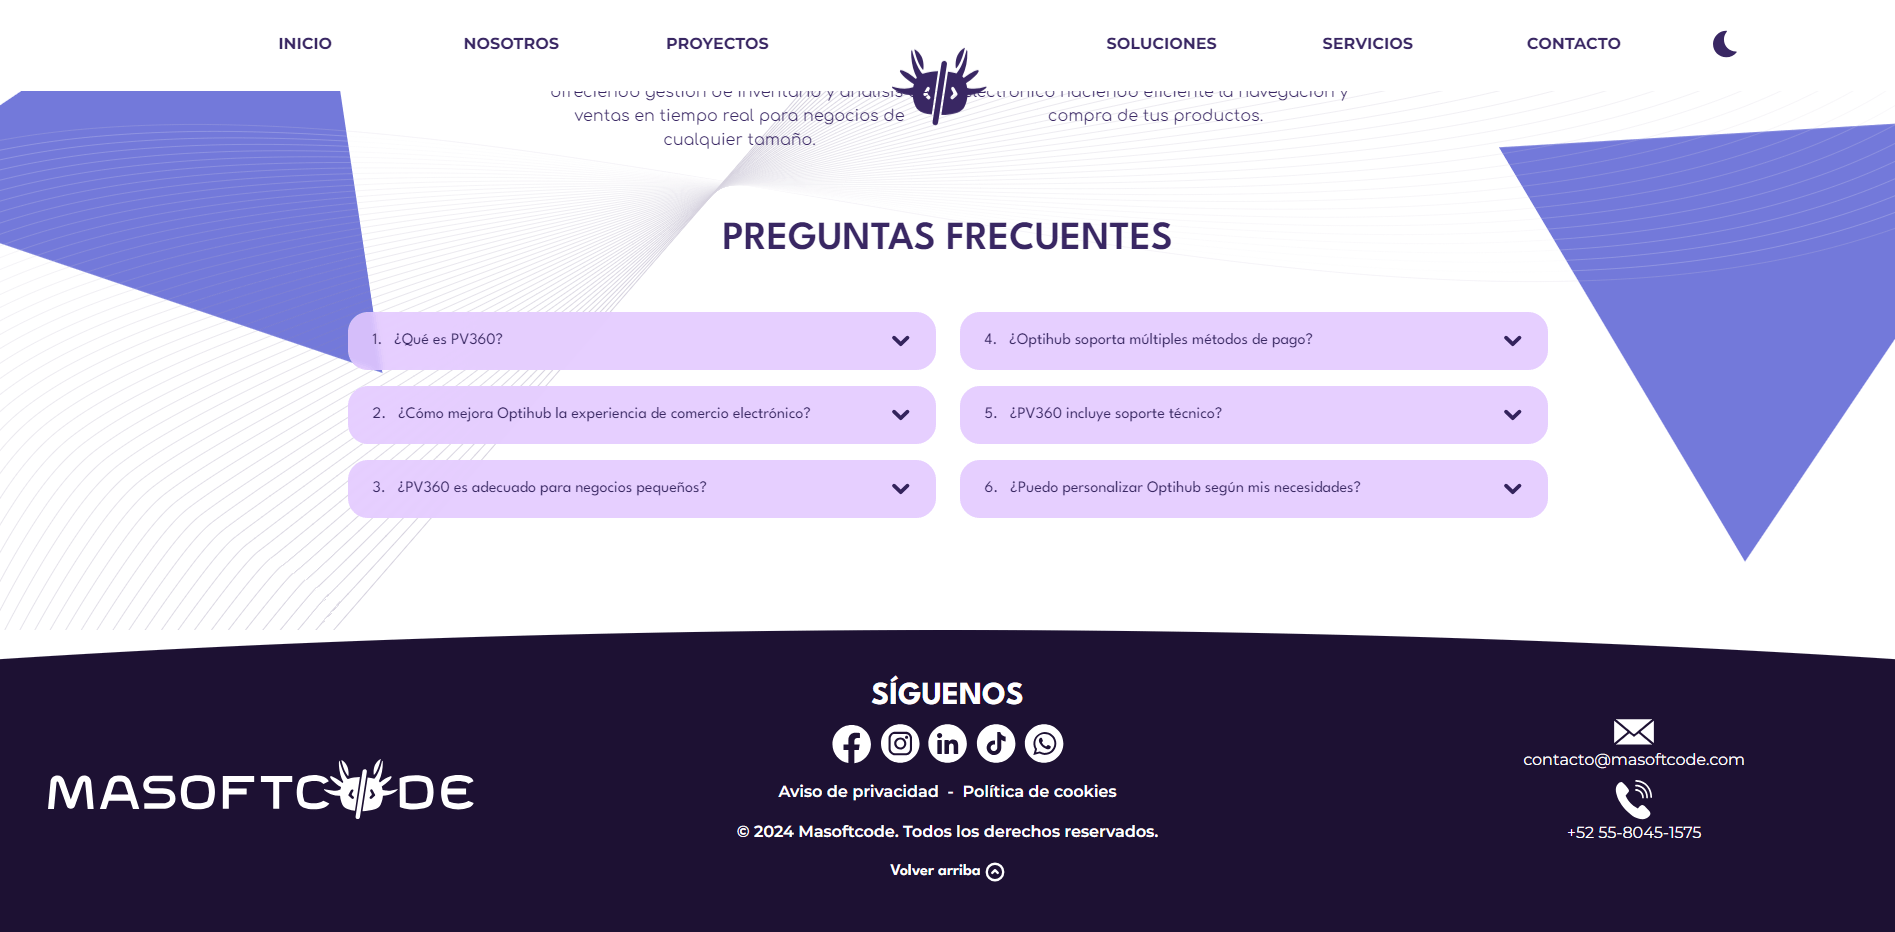 INICIO NOSOTROS PROYECTOS SOLUCIONES SERVICIOS CONTACTO
ofreciendo gestión de inventario y análisis
ventas en tiempo real para negocios de
cualquier tamaño.
electrónico haciendo eficiente la navegación y
compra de tus productos.
PREGUNTAS FRECUENTES
1. ¿Qué es PV360?
2. ¿Cómo mejora Optihub la experiencia de comercio electrónico?
3. ¿PV360 es adecuado para negocios pequeños?
4. ¿Optihub soporta múltiples métodos de pago?
5. ¿PV360 incluye soporte técnico?
6. ¿Puedo personalizar Optihub según mis necesidades?
MASOFTCODE
SÍGUENOS
Aviso de privacidad - Política de cookies
© 2024 Masoftcode. Todos los derechos reservados.
Volver arriba
contacto@masoftcode.com
+52 55-8045-1575